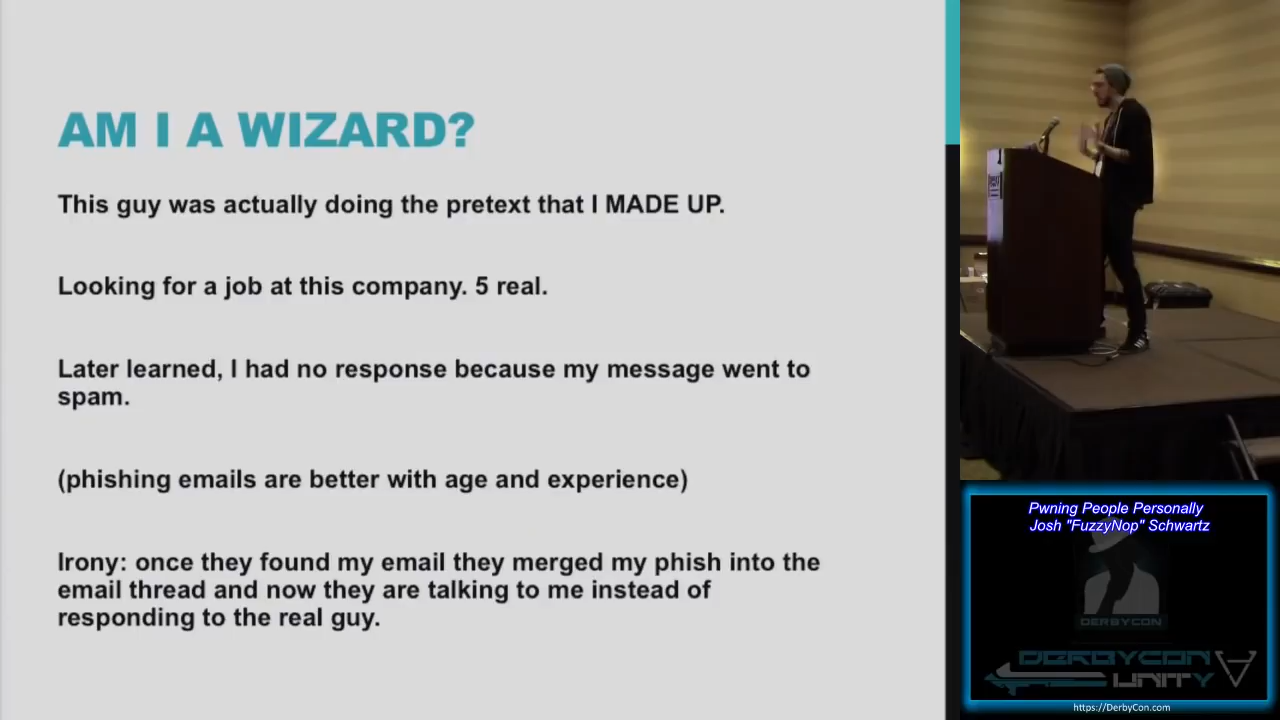 AM I A WIZARD?
This guy was actually doing the pretext that I MADE UP.
Looking for a job at this company. 5 real.
Later learned, I had no response because my message went to
spam.
(phishing emails are better with age and experience)
Irony: once they found my email they merged my phish into the
email thread and now they are talking to me instead of
responding to the real guy.
Pwning People Personally
Josh "FuzzyNop" Schwartz
DERBYCON
DERBYCON
UNITY
https://DerbyCon.com